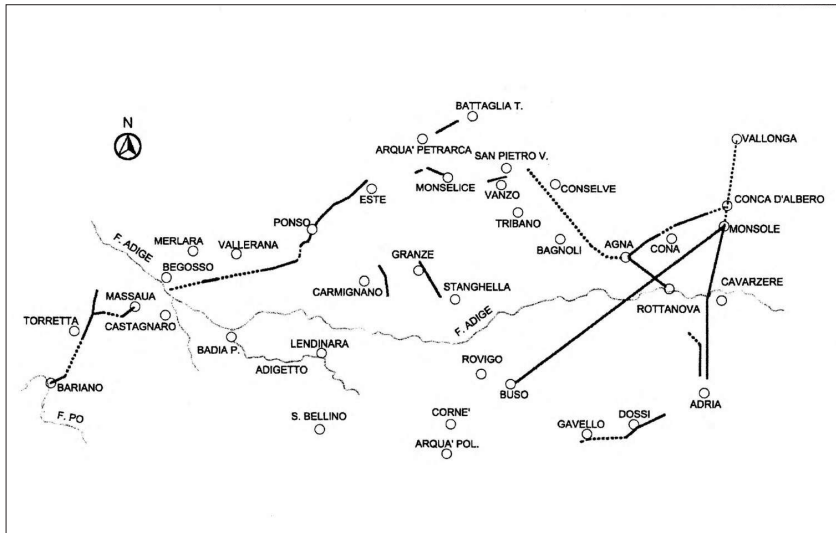 BATTAGLIA T.
N
ARQUA' PETRARCA
VALLONGA
SAN PIETRO V.
MONSELICE
VANZO
CONSELVE
ESTE
CONCA D'ALBERO
TRIBANO
PONSO
MONSOLE
F. ADIGE
MERLARA
VALLERANA
BAGNOLI
AGNA
CONA
GRANZE
BEGOSSO
CARMIGNANO
STANGHELLA
CAVARZERE
MASSAUA
ROTTANOVA
TORRETTA
CASTAGNARO
F. ADIGE
BADIA P.
LENDINARA
ADIGETTO
ROVIGO
BARIANO
BUSO
ADRIA
F. PO
S. BELLINO
CORNE'
GAVELLO
DOSSI
ARQUA' POL.